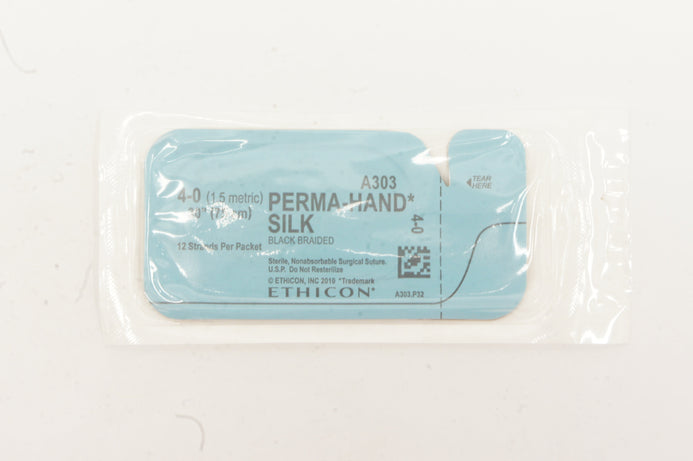 A303
4-0 (1.5 metric)
PERMA-HAND*
SILK
BLACK BRAIDED
12 Strands Per Packet
Sterile, Nonabsorbable Surgical Suture.
U.S.P. Do Not Resterilize
© ETHICON, INC 2010 *Trademark
ETHICON*
A303.P32
4-0
TEAR
HERE